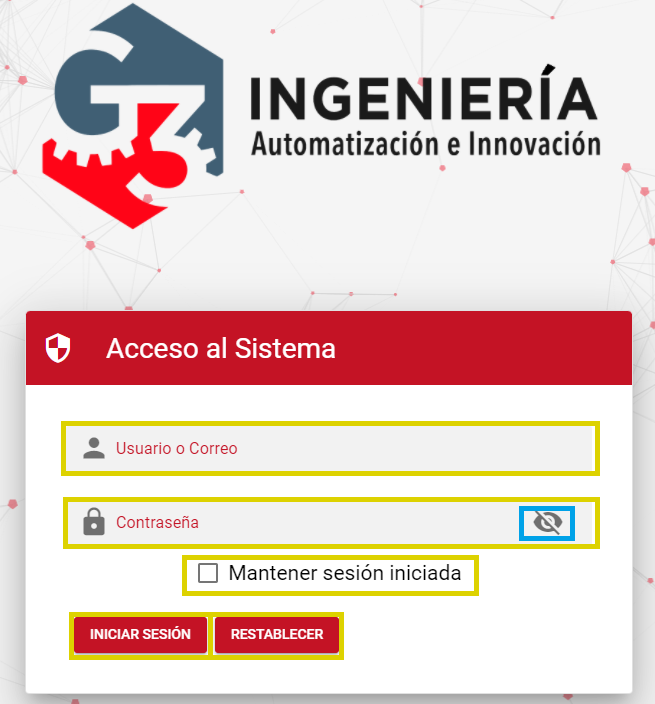 G3
INGENIERÍA
Automatización e Innovación
Acceso al Sistema
Usuario o Correo
Contraseña
Mantener sesión iniciada
INICIAR SESIÓN
RESTABLECER